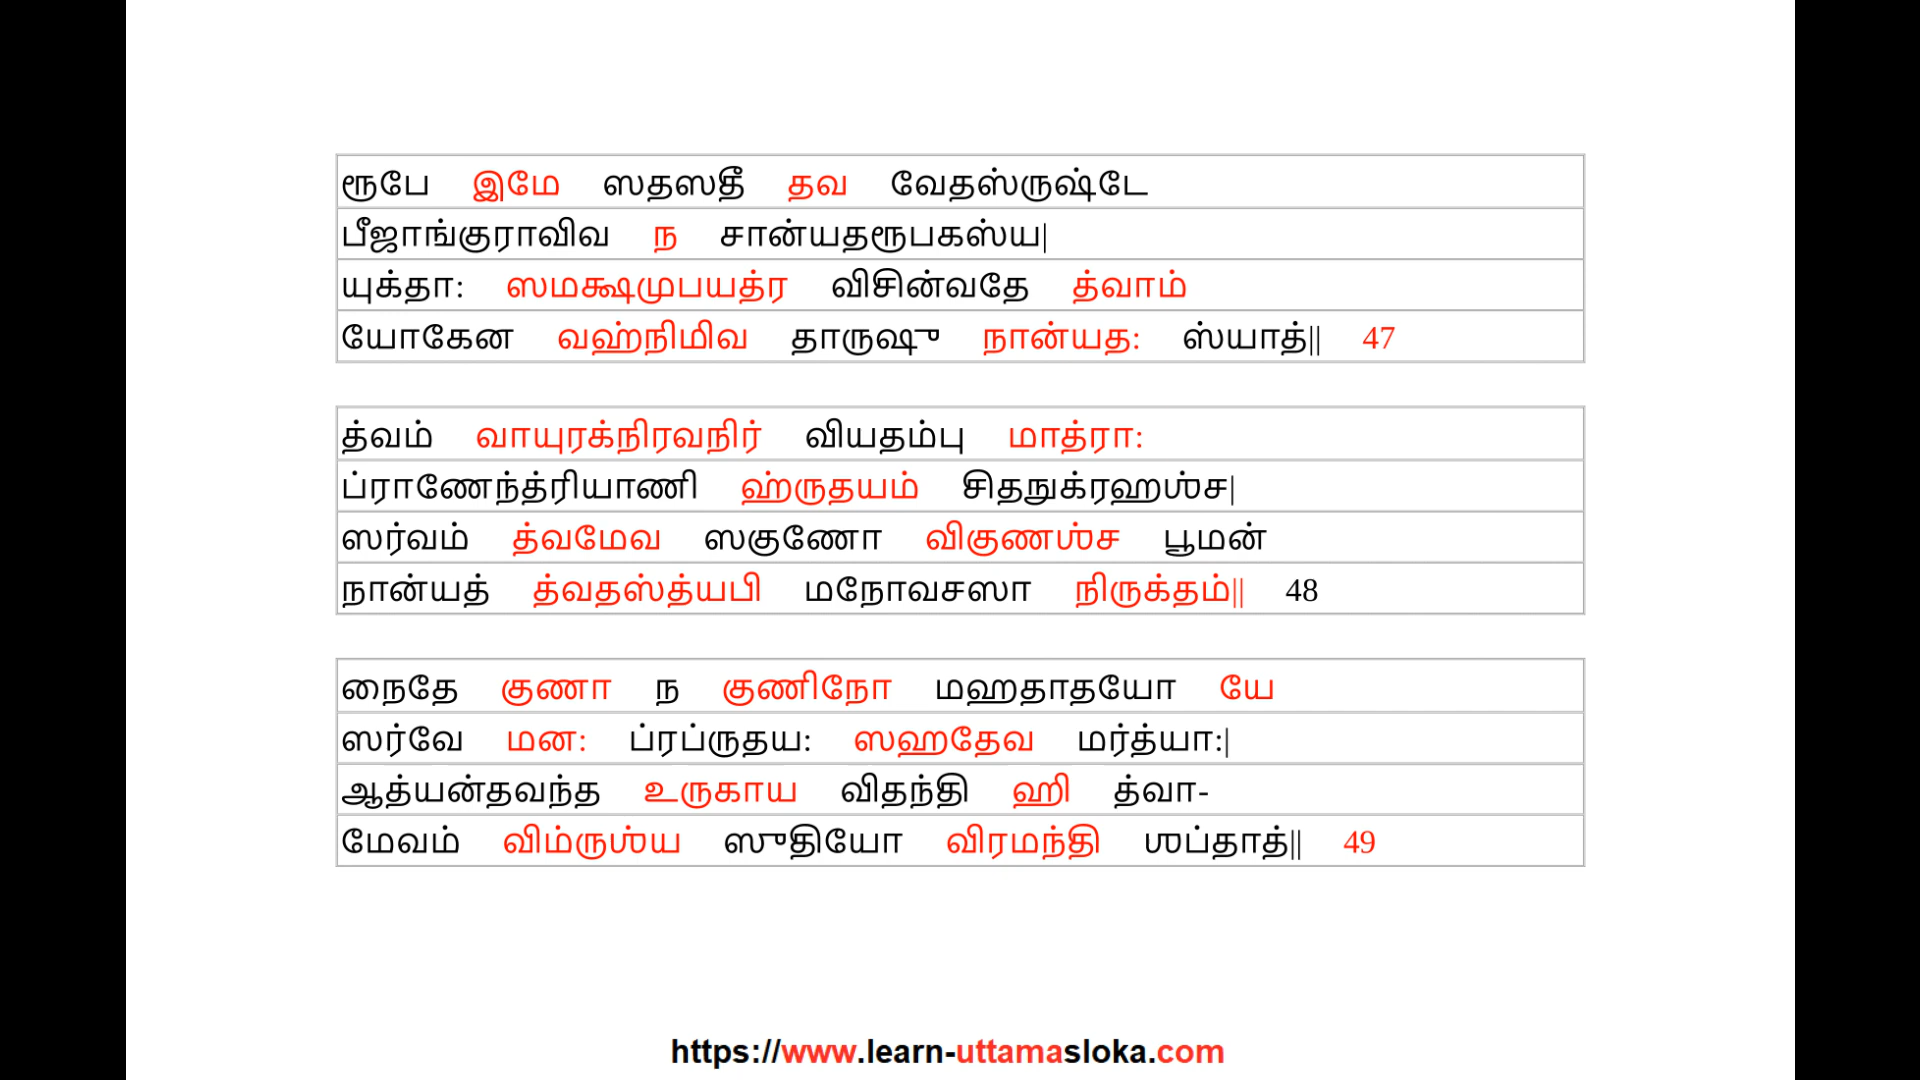 ரூபே இமே ஸதஸதீ தவ வேதஸ்ருஷ்டே
பீஜாங்குராவிவ ந சான்யதரூபகஸ்ய|
யுக்தா: ஸமக்ஷமுபயத்ர விசின்வதே த்வாம்
யோகேன வஹ்நிமிவ தாருஷு நான்யத: ஸ்யாத்|| 47
த்வம் வாயுரக்நிரவநிர் வியதம்பு மாத்ரா:
ப்ராணேந்த்ரியாணி ஹ்ருதயம் சிதநுக்ரஹஶ்ச|
ஸர்வம் த்வமேவ ஸகுணோ விகுணஶ்ச பூமன்
நான்யத் த்வதஸ்த்யபி மநோவசஸா நிருக்தம்|| 48
நைதே குணா ந குணிநோ மஹதாதயோ யே
ஸர்வே மன: ப்ரப்ருதய: ஸஹதேவ மர்த்யா:|
ஆத்யன்தவந்த உருகாய விதந்தி ஹி த்வா-
மேவம் விம்ருஶ்ய ஸுதியோ விரமந்தி ஶப்தாத்|| 49
https://www.learn-uttamasloka.com